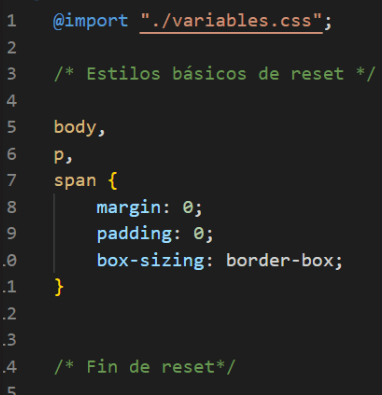 1 @import "./variables.css";
2
3 /* Estilos básicos de reset */
4
5 body,
6 p,
7 span {
8 margin: 0;
9 padding: 0;
.0 box-sizing: border-box;
.1 }
.2
.3
.4 /* Fin de reset*/
.5